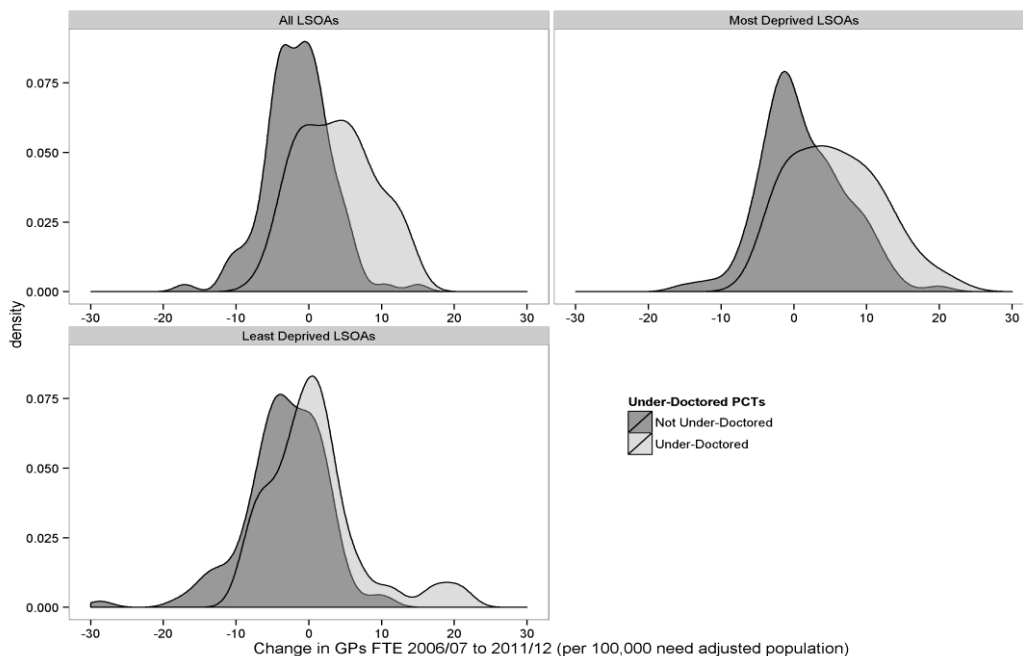 All LSOAs
Most Deprived LSOAs
0.075
0.050
0.025
0.000
-30 -20 -10 0 10 20 30
-30 -20 -10 0 10 20 30
density
Least Deprived LSOAs
0.075
0.050
0.025
0.000
-30 -20 -10 0 10 20 30
Under-Doctored PCTs
Not Under-Doctored
Under-Doctored
Change in GPs FTE 2006/07 to 2011/12 (per 100,000 need adjusted population)